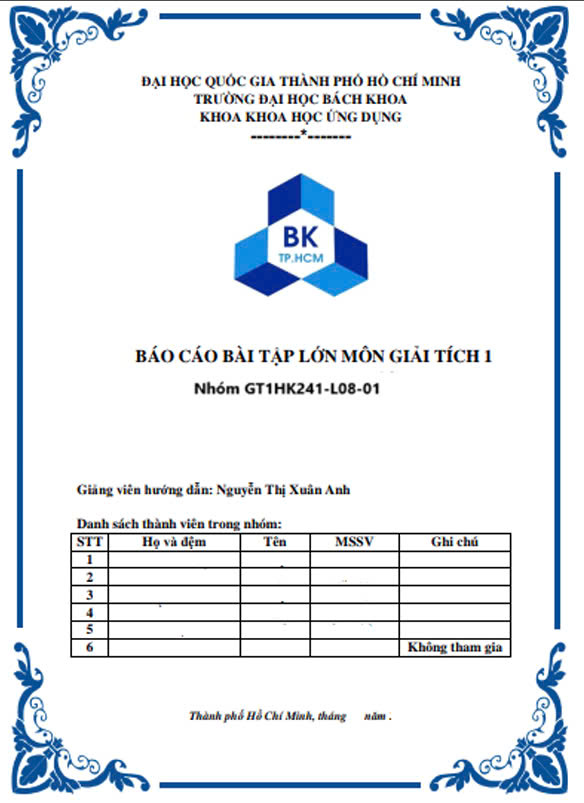 ĐẠI HỌC QUỐC GIA THÀNH PHỐ HỒ CHÍ MINH
TRƯỜNG ĐẠI HỌC BÁCH KHOA
KHOA KHOA HỌC ỨNG DỤNG
--------*-------
BK
TP.HCM
BÁO CÁO BÀI TẬP LỚN MÔN GIẢI TÍCH 1
Nhóm GT1HK241-L08-01
Giảng viên hướng dẫn: Nguyễn Thị Xuân Anh
Danh sách thành viên trong nhóm:
STT Họ và đệm Tên MSSV Ghi chú
1
2
3
4
5
6 Không tham gia
Thành phố Hồ Chí Minh, tháng năm .